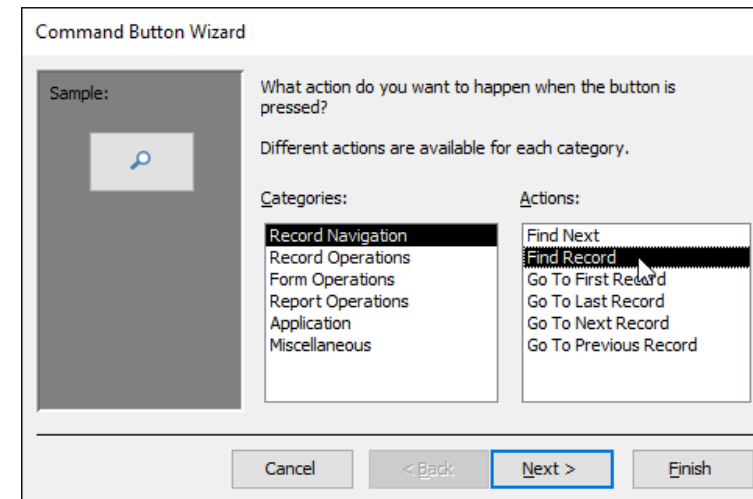 Command Button Wizard
Sample:
What action do you want to happen when the button is
pressed?
Different actions are available for each category.
Categories:
Actions:
Record Navigation
Record Operations
Form Operations
Report Operations
Application
Miscellaneous
Find Next
Find Record
Go To First Record
Go To Last Record
Go To Next Record
Go To Previous Record
Cancel
< Back
Next >
Finish